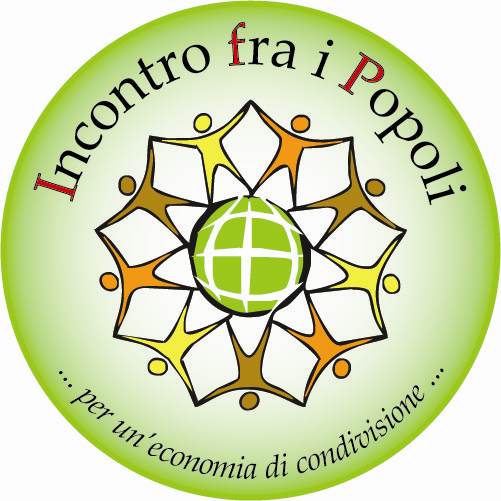 Incontro fra i Popoli
... per un'economia di condivisione ...